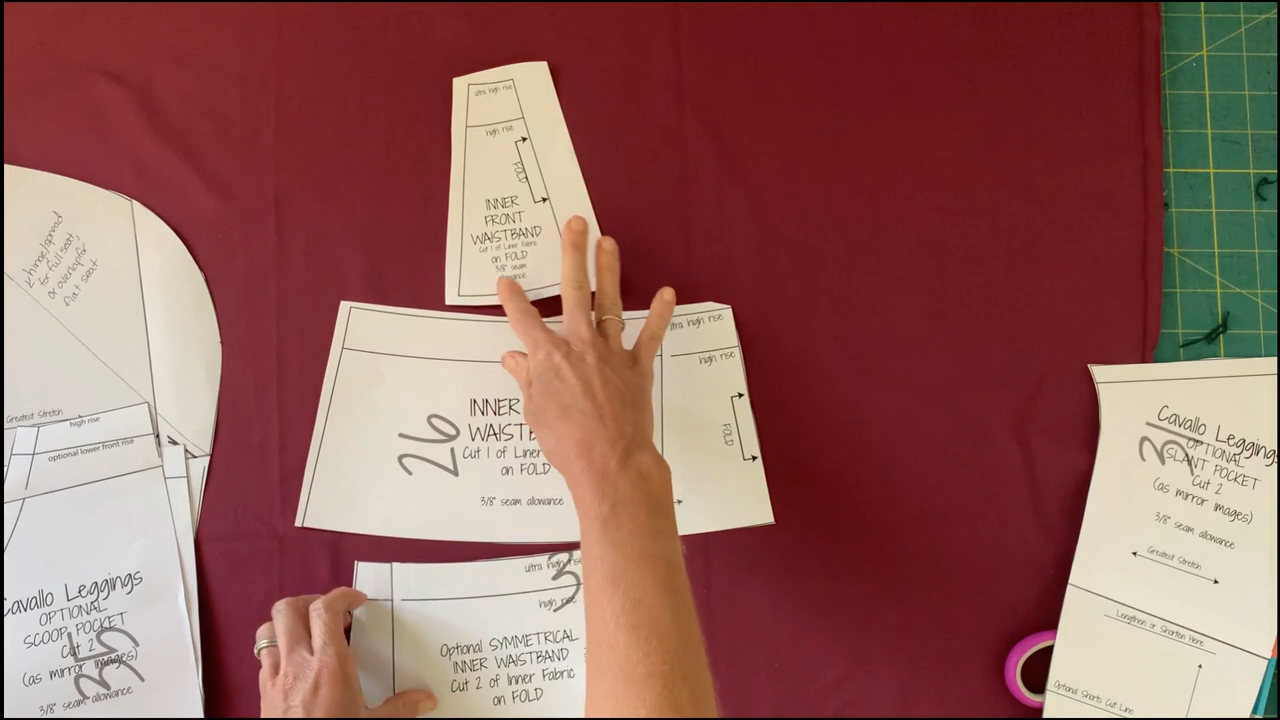 ultra high rise
high rise
FOLD
INNER
FRONT
WAISTBAND
Cut 1 of Liner Fabric
on FOLD
3/8" seam
allowance
hinge/spread
for full seat,
or overlap for
flat seat
Greatest Stretch
high rise
optional lower front rise
Cavallo Leggings
OPTIONAL
SCOOP POCKET
Cut 2
(as mirror images)
3/8" seam allowance
ultra high rise
high rise
26
INNER
Cut 1 of Liner
on FOLD
3/8" seam allowance
FOLD
ultra high rise
3
high rise
Optional SYMMETRICAL
INNER WAISTBAND
Cut 2 of Inner Fabric
on FOLD
Cavallo Leggings
OPTIONAL
SLANT POCKET
Cut 2
(as mirror images)
3/8" seam allowance
Greatest Stretch
Lengthen or Shorten Here
Optional Shorts Cut Line